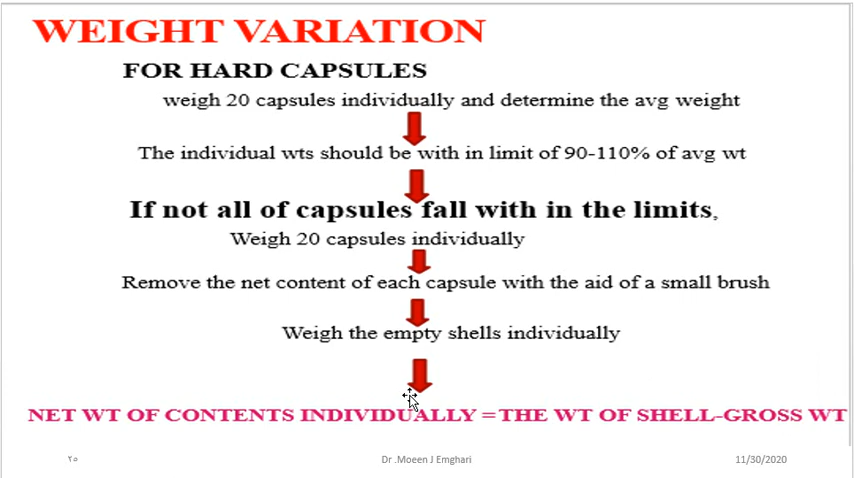 WEIGHT VARIATION
FOR HARD CAPSULES
weigh 20 capsules individually and determine the avg weight
The individual wts should be with in limit of 90-110% of avg wt
If not all of capsules fall with in the limits,
Weigh 20 capsules individually
Remove the net content of each capsule with the aid of a small brush
Weigh the empty shells individually
NET WT OF CONTENTS INDIVIDUALLY = THE WT OF SHELL-GROSS WT
٢٥ Dr .Moeen J Emghari 11/30/2020